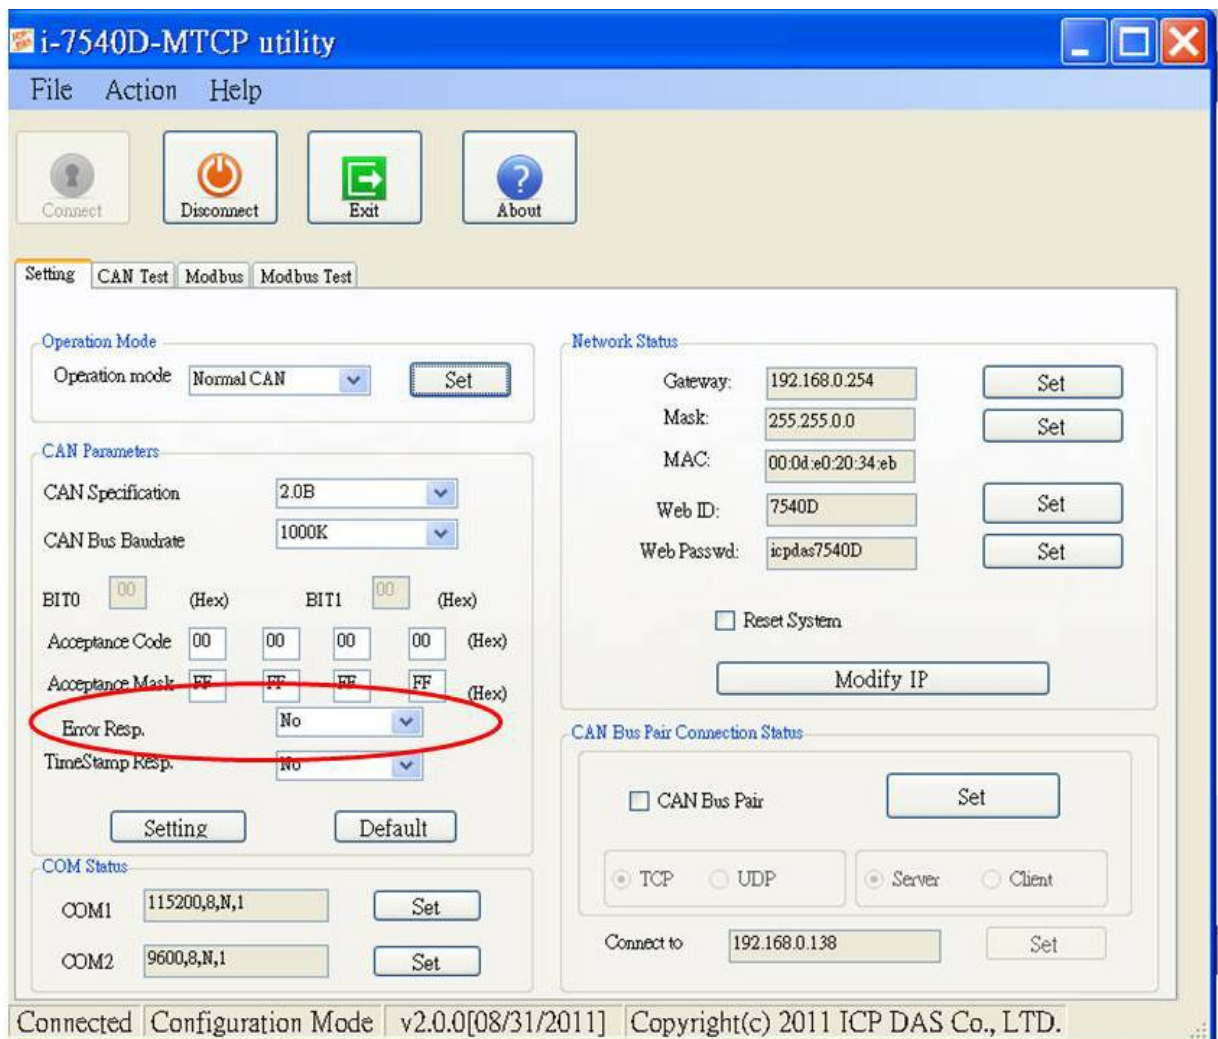 i-7540D-MTCP utility
File Action Help
Connect Disconnect Exit About
Setting CAN Test Modbus Modbus Test
Operation Mode
Operation mode Normal CAN Set
CAN Parameters
CAN Specification 2.0B
CAN Bus Baudrate 1000K
BIT0 00 (Hex) BIT1 00 (Hex)
Acceptance Code 00 00 00 00 (Hex)
Acceptance Mask FF FF FF FF (Hex)
Error Resp. No
TimeStamp Resp. No
Setting Default
COM Status
COM1 115200,8,N,1 Set
COM2 9600,8,N,1 Set
Network Status
Gateway: 192.168.0.254 Set
Mask: 255.255.0.0 Set
MAC: 00:0d:e0:20:34:eb
Web ID: 7540D Set
Web Passwd: icpdas7540D Set
Reset System
Modify IP
CAN Bus Pair Connection Status
CAN Bus Pair Set
TCP UDP Server Client
Connect to 192.168.0.138 Set
Connected Configuration Mode v2.0.0[08/31/2011] Copyright(c) 2011 ICP DAS Co., LTD.